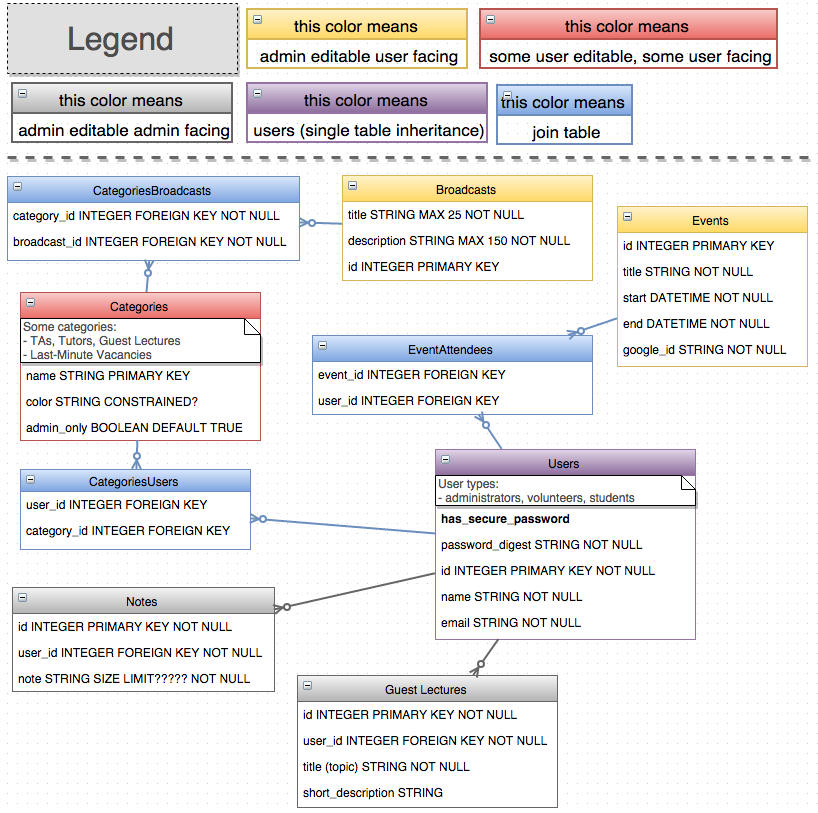 Legend
this color means
admin editable user facing
this color means
some user editable, some user facing
this color means
admin editable admin facing
this color means
users (single table inheritance)
this color means
join table
CategoriesBroadcasts
category_id INTEGER FOREIGN KEY NOT NULL
broadcast_id INTEGER FOREIGN KEY NOT NULL
Broadcasts
title STRING MAX 25 NOT NULL
description STRING MAX 150 NOT NULL
id INTEGER PRIMARY KEY
Events
id INTEGER PRIMARY KEY
title STRING NOT NULL
start DATETIME NOT NULL
end DATETIME NOT NULL
google_id STRING NOT NULL
Categories
Some categories:
- TAs, Tutors, Guest Lectures
- Last-Minute Vacancies
name STRING PRIMARY KEY
color STRING CONSTRAINED?
admin_only BOOLEAN DEFAULT TRUE
EventAttendees
event_id INTEGER FOREIGN KEY
user_id INTEGER FOREIGN KEY
CategoriesUsers
user_id INTEGER FOREIGN KEY
category_id INTEGER FOREIGN KEY
Users
User types:
- administrators, volunteers, students
has_secure_password
password_digest STRING NOT NULL
id INTEGER PRIMARY KEY NOT NULL
name STRING NOT NULL
email STRING NOT NULL
Notes
id INTEGER PRIMARY KEY NOT NULL
user_id INTEGER FOREIGN KEY NOT NULL
note STRING SIZE LIMIT????? NOT NULL
Guest Lectures
id INTEGER PRIMARY KEY NOT NULL
user_id INTEGER FOREIGN KEY NOT NULL
title (topic) STRING NOT NULL
short_description STRING